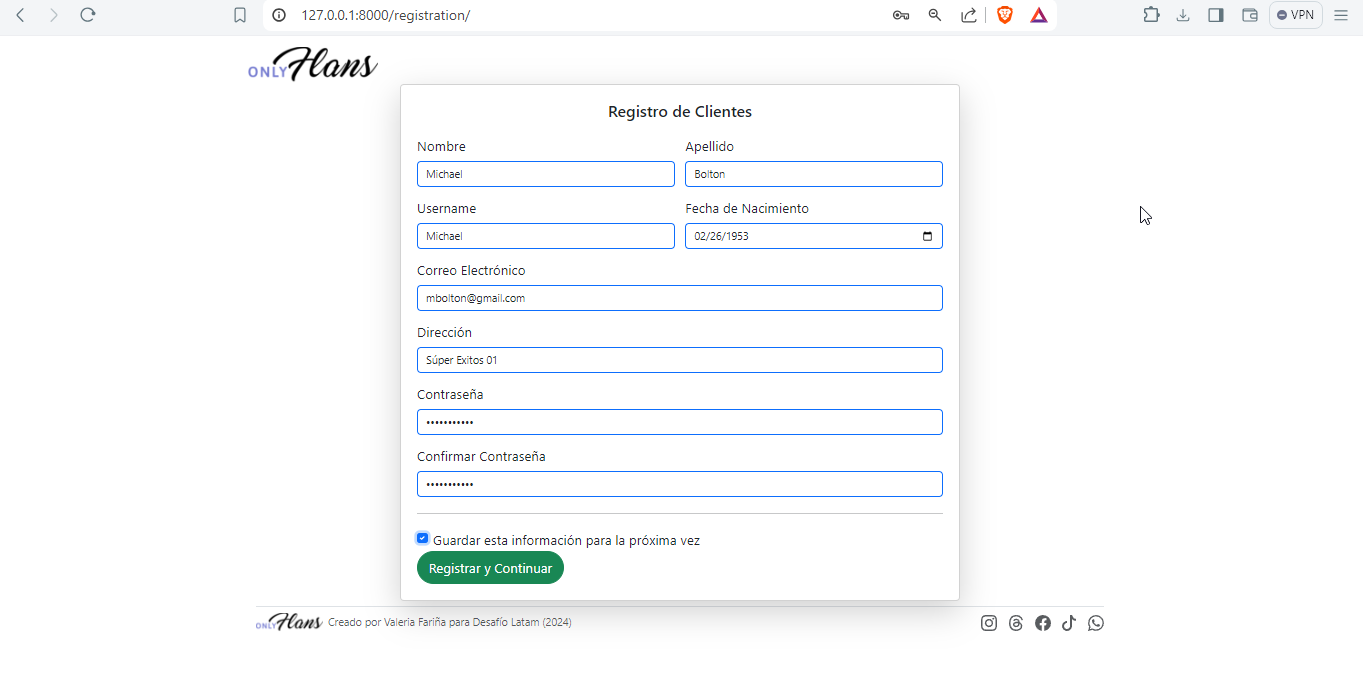 127.0.0.1:8000/registration/
VPN
ONLY Hans
Registro de Clientes
Nombre
Apellido
Michael
Bolton
Username
Fecha de Nacimiento
Michael
02/26/1953
Correo Electrónico
mbolton@gmail.com
Dirección
Súper Exitos 01
Contraseña
•••••••••••
Confirmar Contraseña
•••••••••••
Guardar esta información para la próxima vez
Registrar y Continuar
ONLY Hans Creado por Valeria Fariña para Desafío Latam (2024)